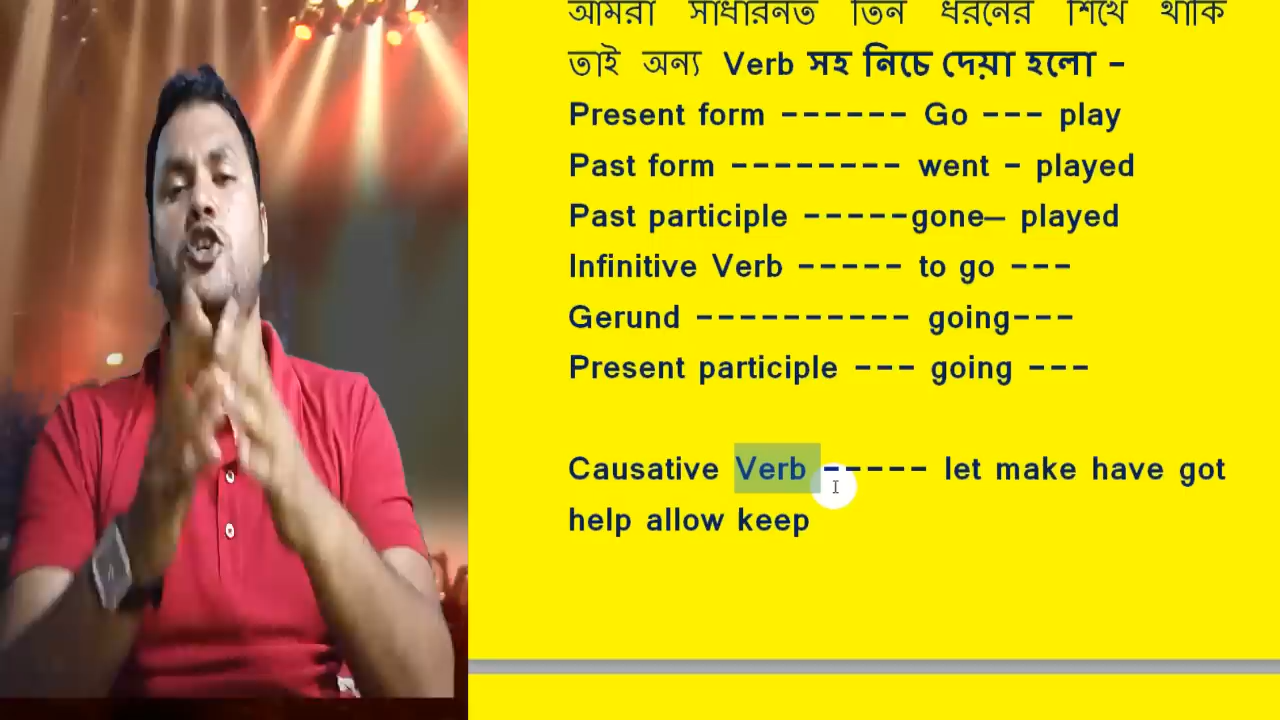 আমরা সাধারনত তিন ধরনের শিখে থাকি
তাই অন্য Verb সহ নিচে দেয়া হলো -
Present form ------ Go --- play
Past form -------- went - played
Past participle -----gone— played
Infinitive Verb ----- to go ---
Gerund ---------- going---
Present participle --- going ---
Causative Verb ----- let make have got
help allow keep